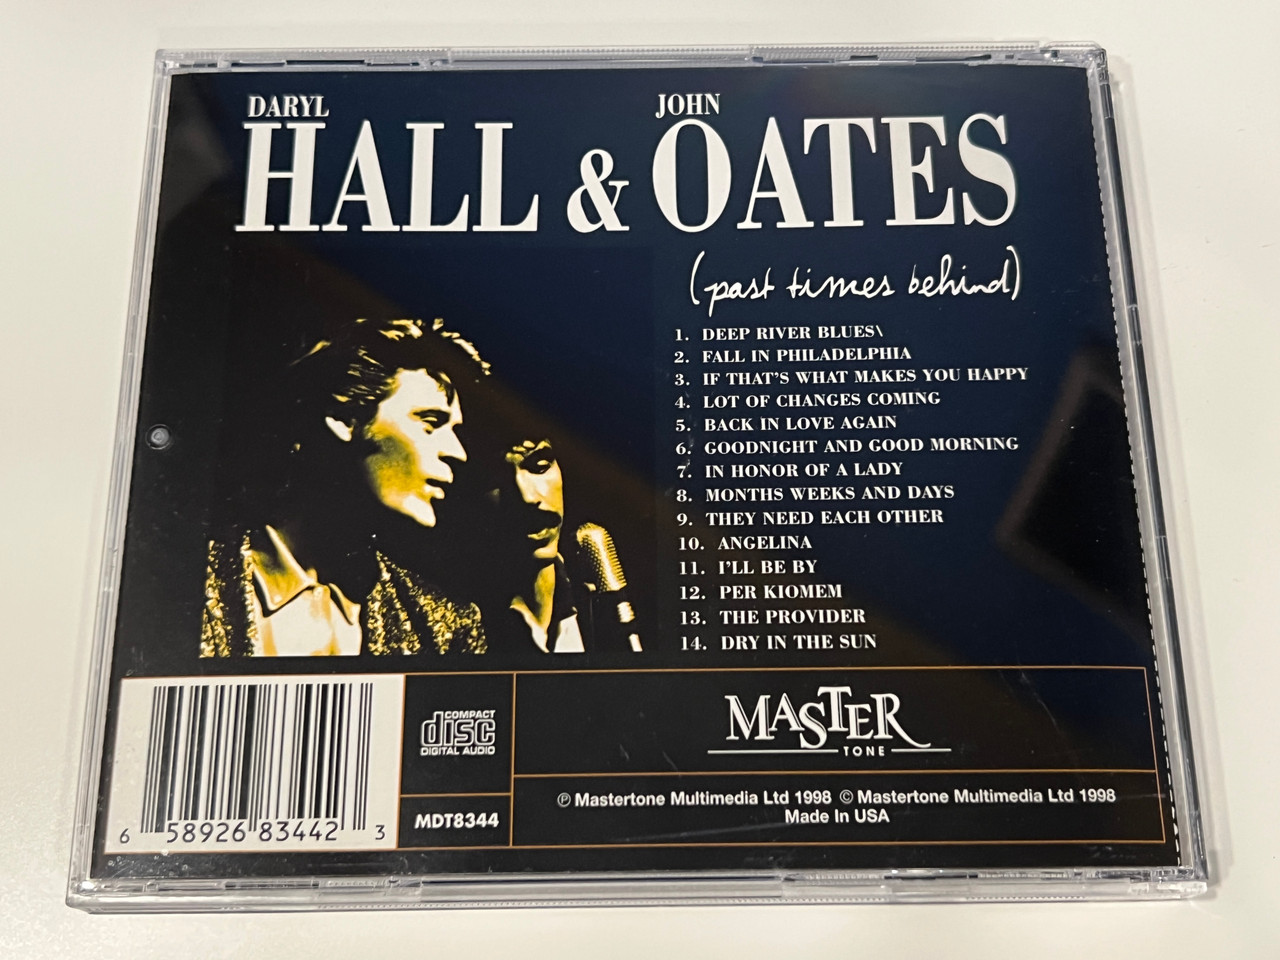 DARYL JOHN
HALL & OATES
(past times behind)
1. DEEP RIVER BLUES\
2. FALL IN PHILADELPHIA
3. IF THAT'S WHAT MAKES YOU HAPPY
4. LOT OF CHANGES COMING
5. BACK IN LOVE AGAIN
6. GOODNIGHT AND GOOD MORNING
7. IN HONOR OF A LADY
8. MONTHS WEEKS AND DAYS
9. THEY NEED EACH OTHER
10. ANGELINA
11. I'LL BE BY
12. PER KIOMEM
13. THE PROVIDER
14. DRY IN THE SUN
6 58926 83442 3
COMPACT
disc
DIGITAL AUDIO
MDT8344
MASTER
TONE
℗ Mastertone Multimedia Ltd 1998 © Mastertone Multimedia Ltd 1998
Made In USA